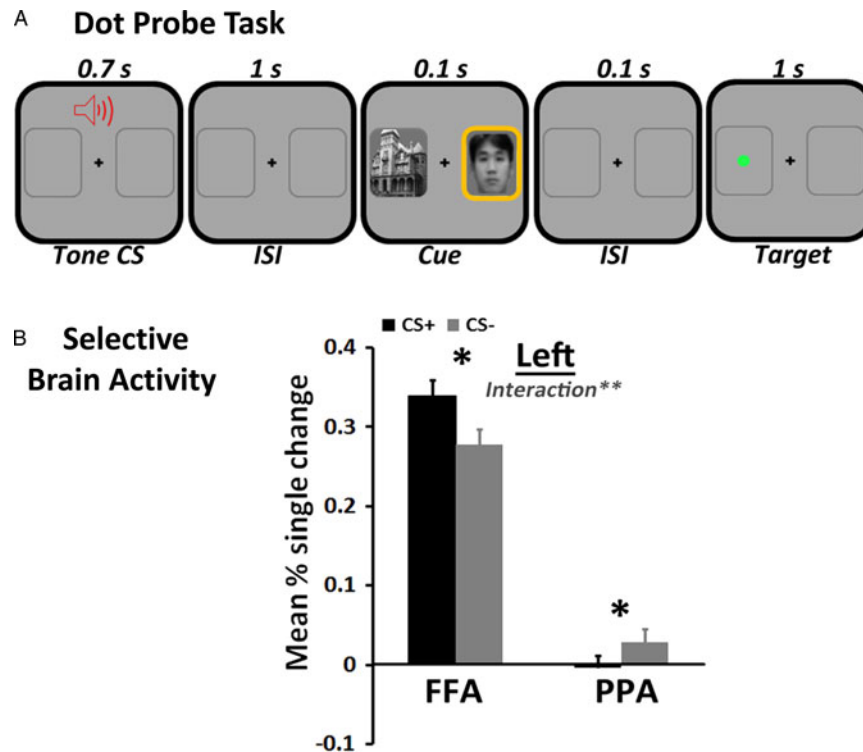 A
Dot Probe Task
0.7 s 1 s 0.1 s 0.1 s 1 s
Tone CS ISI Cue ISI Target
B
Selective
Brain Activity
CS+ CS-
Left
Interaction**
* *
Mean % single change
0.4
0.3
0.2
0.1
0
-0.1
FFA PPA